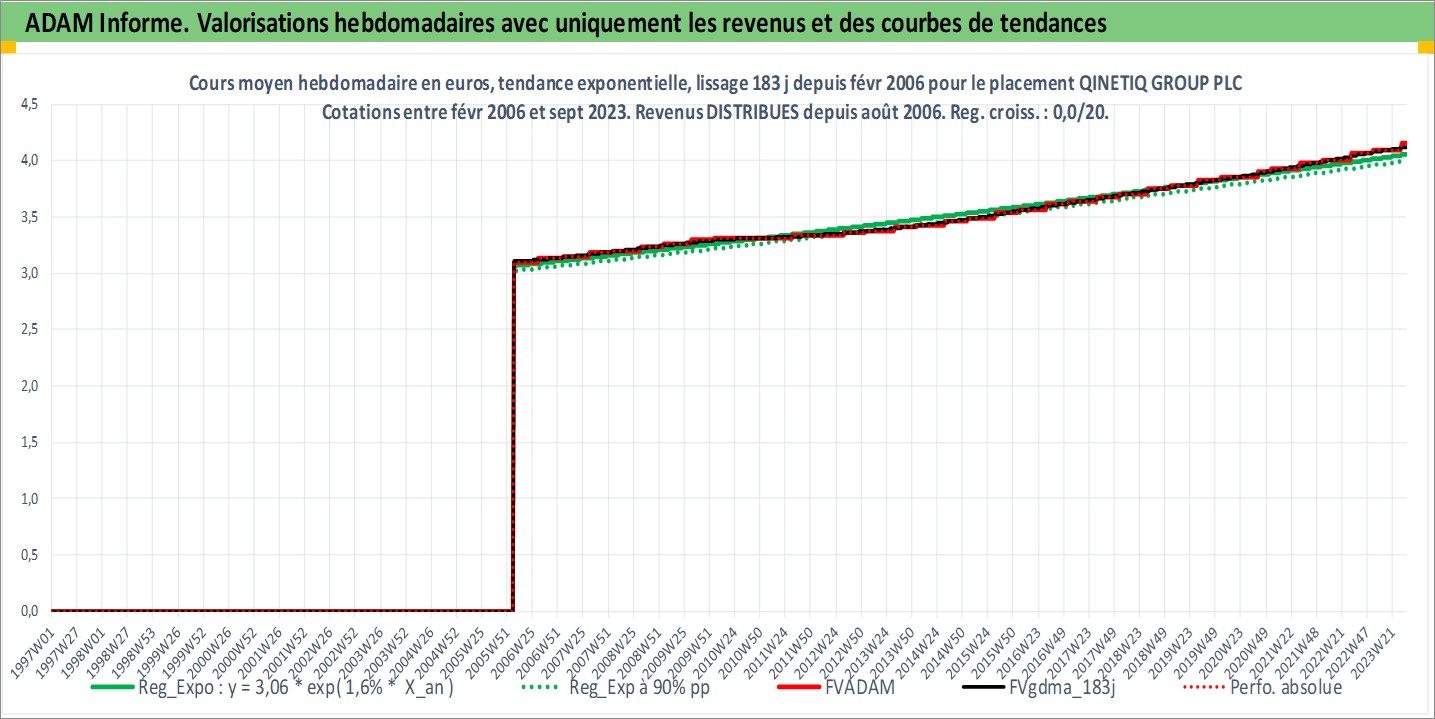 ADAM Informe. Valorisations hebdomadaires avec uniquement les revenus et des courbes de tendances
Cours moyen hebdomadaire en euros, tendance exponentielle, lissage 183 j depuis févr 2006 pour le placement QINETIQ GROUP PLC
Cotations entre févr 2006 et sept 2023. Revenus DISTRIBUES depuis août 2006. Reg. croiss. : 0,0/20.
4,5
4,0
3,5
3,0
2,5
2,0
1,5
1,0
0,5
0,0
1997W01 1997W27 1998W01 1998W27 1998W53 1999W26 1999W52 2000W26 2000W52 2001W26 2001W52 2002W26 2002W52 2003W26 2003W52 2004W26 2004W52 2005W25 2005W51 2006W25 2006W51 2007W25 2007W51 2008W25 2008W51 2009W25 2009W51 2010W24 2010W50 2011W24 2011W50 2012W24 2012W50 2013W24 2013W50 2014W24 2014W50 2015W24 2015W50 2016W23 2016W49 2017W23 2017W49 2018W23 2018W49 2019W23 2019W49 2020W23 2020W49 2021W22 2021W48 2022W21 2022W47 2023W21
Reg_Expo : y = 3,06 * exp( 1,6% * X_an ) Reg_Exp à 90% pp FVADAM FVgdma_183j Perfo. absolue